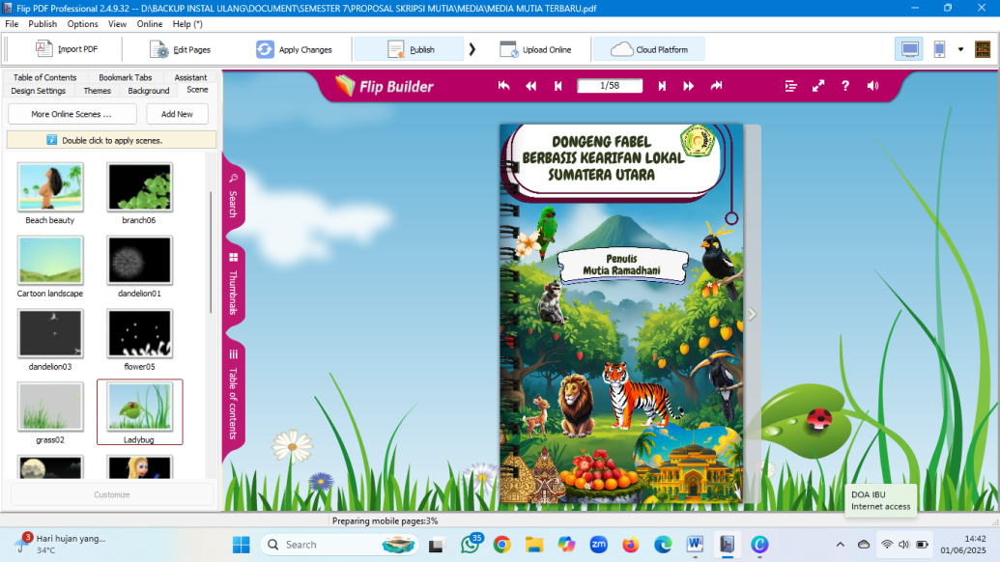 Flip PDF Professional 2.4.9.32 -- D:\BACKUP INSTAL ULANG\DOCUMENT\SEMESTER 7\PROPOSAL SKRIPSI MUTIA\MEDIA\MEDIA MUTIA TERBARU.pdf
File Publish Options View Online Help (*)
Import PDF Edit Pages Apply Changes Publish Upload Online Cloud Platform
Table of Contents Bookmark Tabs Assistant
Design Settings Themes Background Scene
More Online Scenes ... Add New
Double click to apply scenes.
Beach beauty branch06
Cartoon landscape dandelion01
dandelion03 flower05
grass02 Ladybug
Customize
Flip Builder
1/58
Search
Thumbnails
Table of contents
DONGENG FABEL
BERBASIS KEARIFAN LOKAL
SUMATERA UTARA
Penulis
Mutia Ramadhani
DOA IBU
Internet access
Preparing mobile pages:3%
3
Hari hujan yang...
34°C
Search
35
zm
14:42
01/06/2025